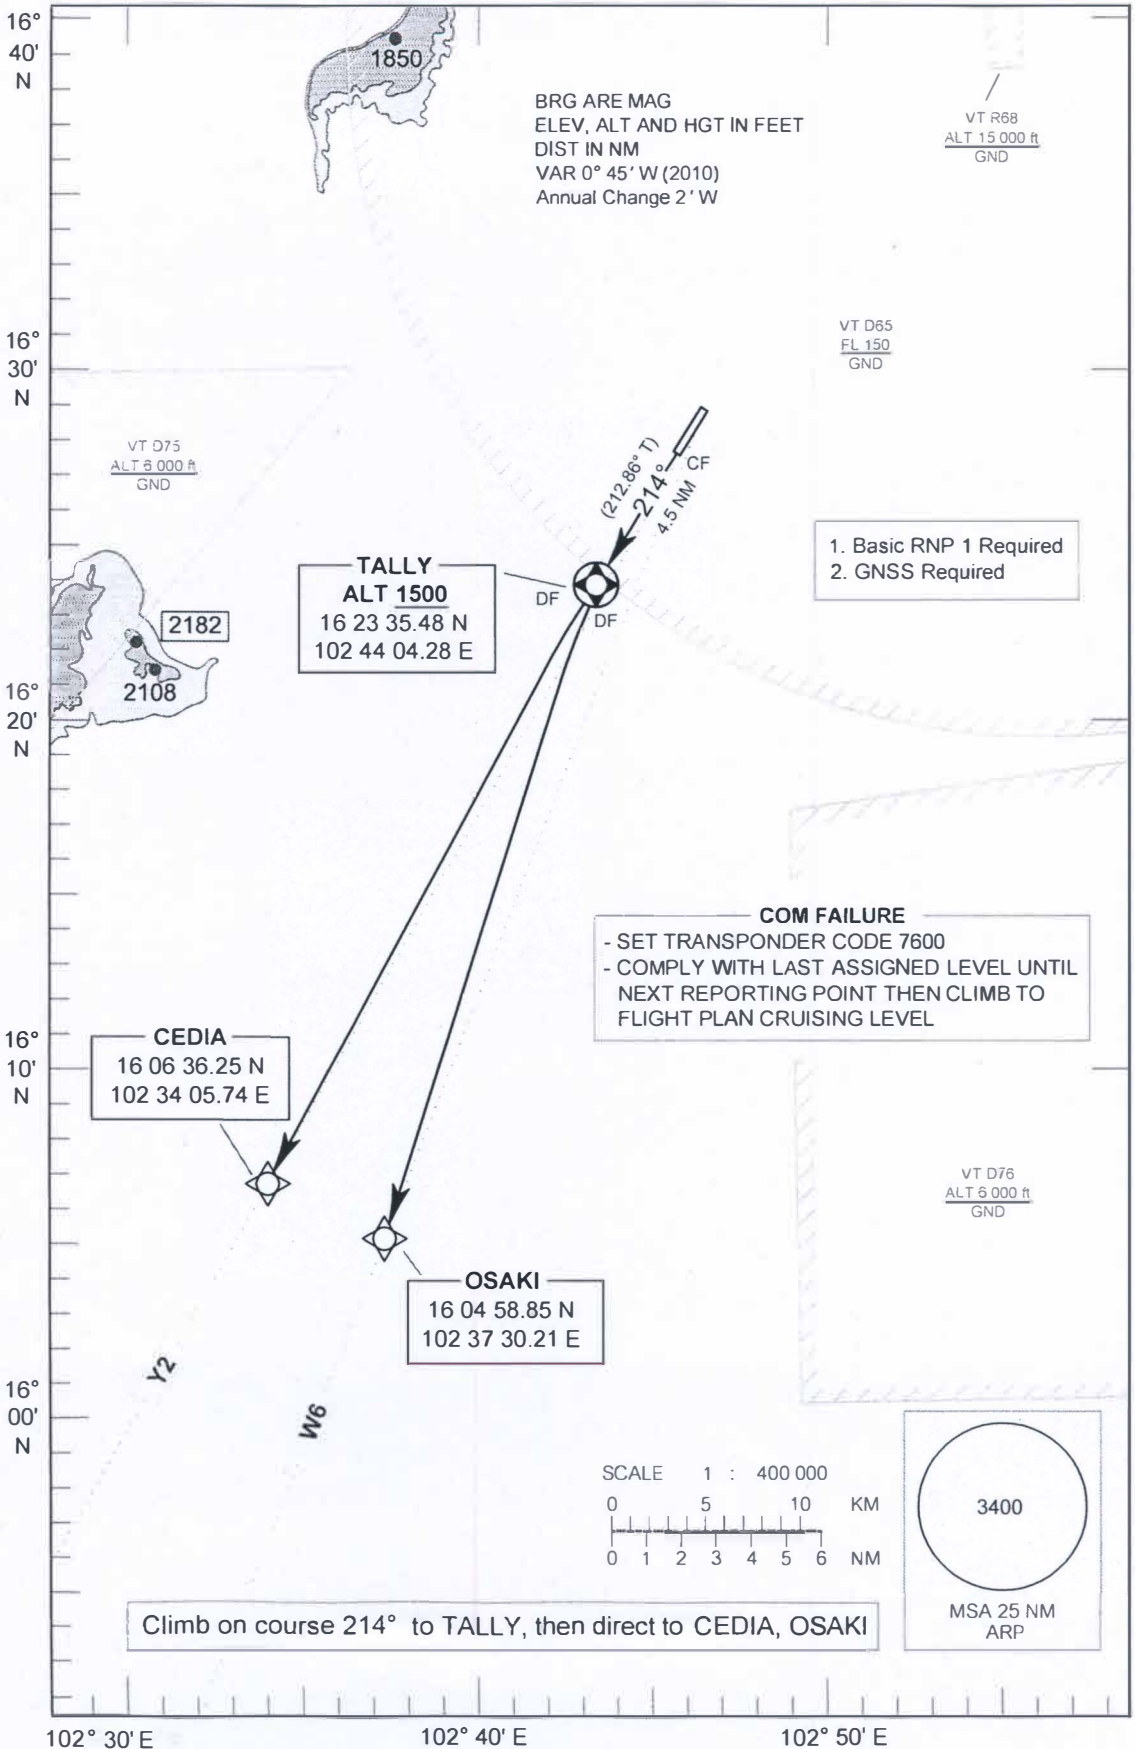 16°
40'
N
1850
BRG ARE MAG
ELEV, ALT AND HGT IN FEET
DIST IN NM
VAR 0° 45' W (2010)
Annual Change 2' W
VT R68
ALT 15 000 ft
GND
16°
30'
N
VT D65
FL 150
GND
VT D75
ALT 6 000 ft
GND
(212.86° T)
214°
4.5 NM
CF
1. Basic RNP 1 Required
2. GNSS Required
TALLY
ALT 1500
16 23 35.48 N
102 44 04.28 E
DF
DF
2182
2108
16°
20'
N
COM FAILURE
- SET TRANSPONDER CODE 7600
- COMPLY WITH LAST ASSIGNED LEVEL UNTIL
NEXT REPORTING POINT THEN CLIMB TO
FLIGHT PLAN CRUISING LEVEL
16°
10'
N
CEDIA
16 06 36.25 N
102 34 05.74 E
VT D76
ALT 6 000 ft
GND
OSAKI
16 04 58.85 N
102 37 30.21 E
Y2
W6
16°
00'
N
SCALE 1 : 400 000
0 5 10 KM
0 1 2 3 4 5 6 NM
3400
MSA 25 NM
ARP
Climb on course 214° to TALLY, then direct to CEDIA, OSAKI
102° 30' E
102° 40' E
102° 50' E